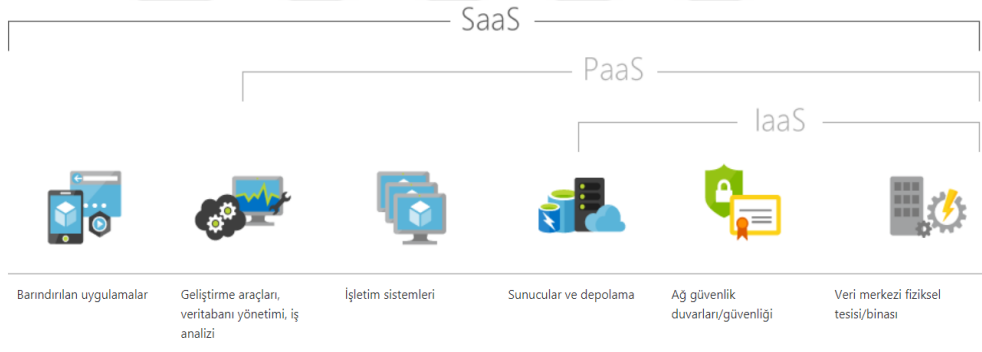 SaaS
PaaS
IaaS
Barındırılan uygulamalar
Geliştirme araçları,
veritabanı yönetimi, iş
analizi
İşletim sistemleri
Sunucular ve depolama
Ağ güvenlik
duvarları/güvenliği
Veri merkezi fiziksel
tesisi/binası